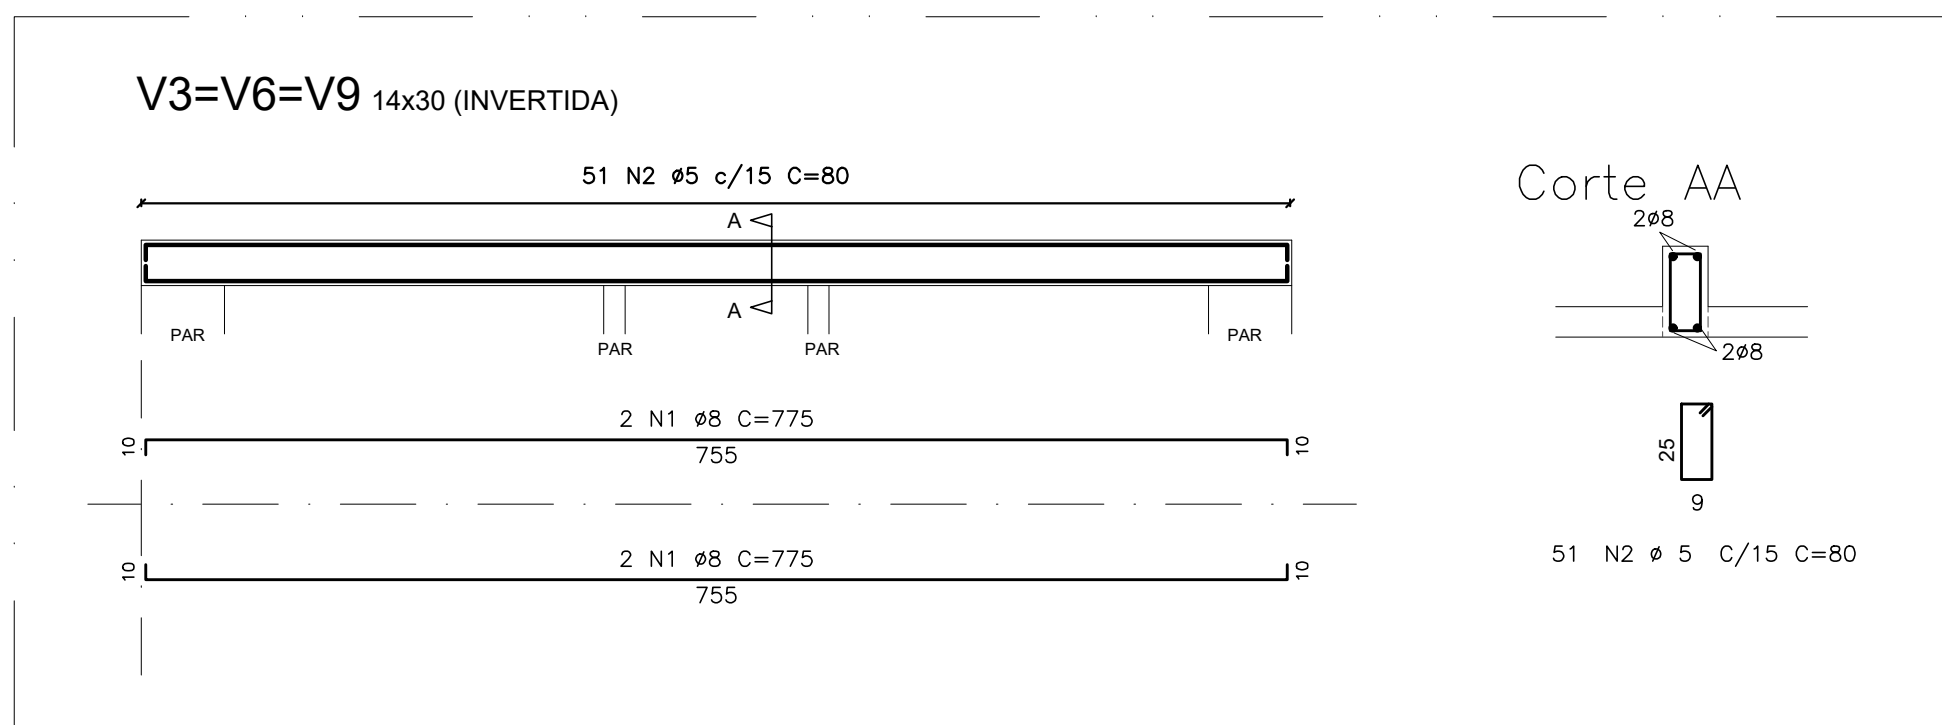 V3=V6=V9 14x30 (INVERTIDA)
51 N2 ø5 c/15 C=80
A
A
PAR
PAR
PAR
PAR
2 N1 ø8 C=775
10
755
10
2 N1 ø8 C=775
10
755
10
Corte AA
2ø8
2ø8
25
9
51 N2 ø 5 C/15 C=80